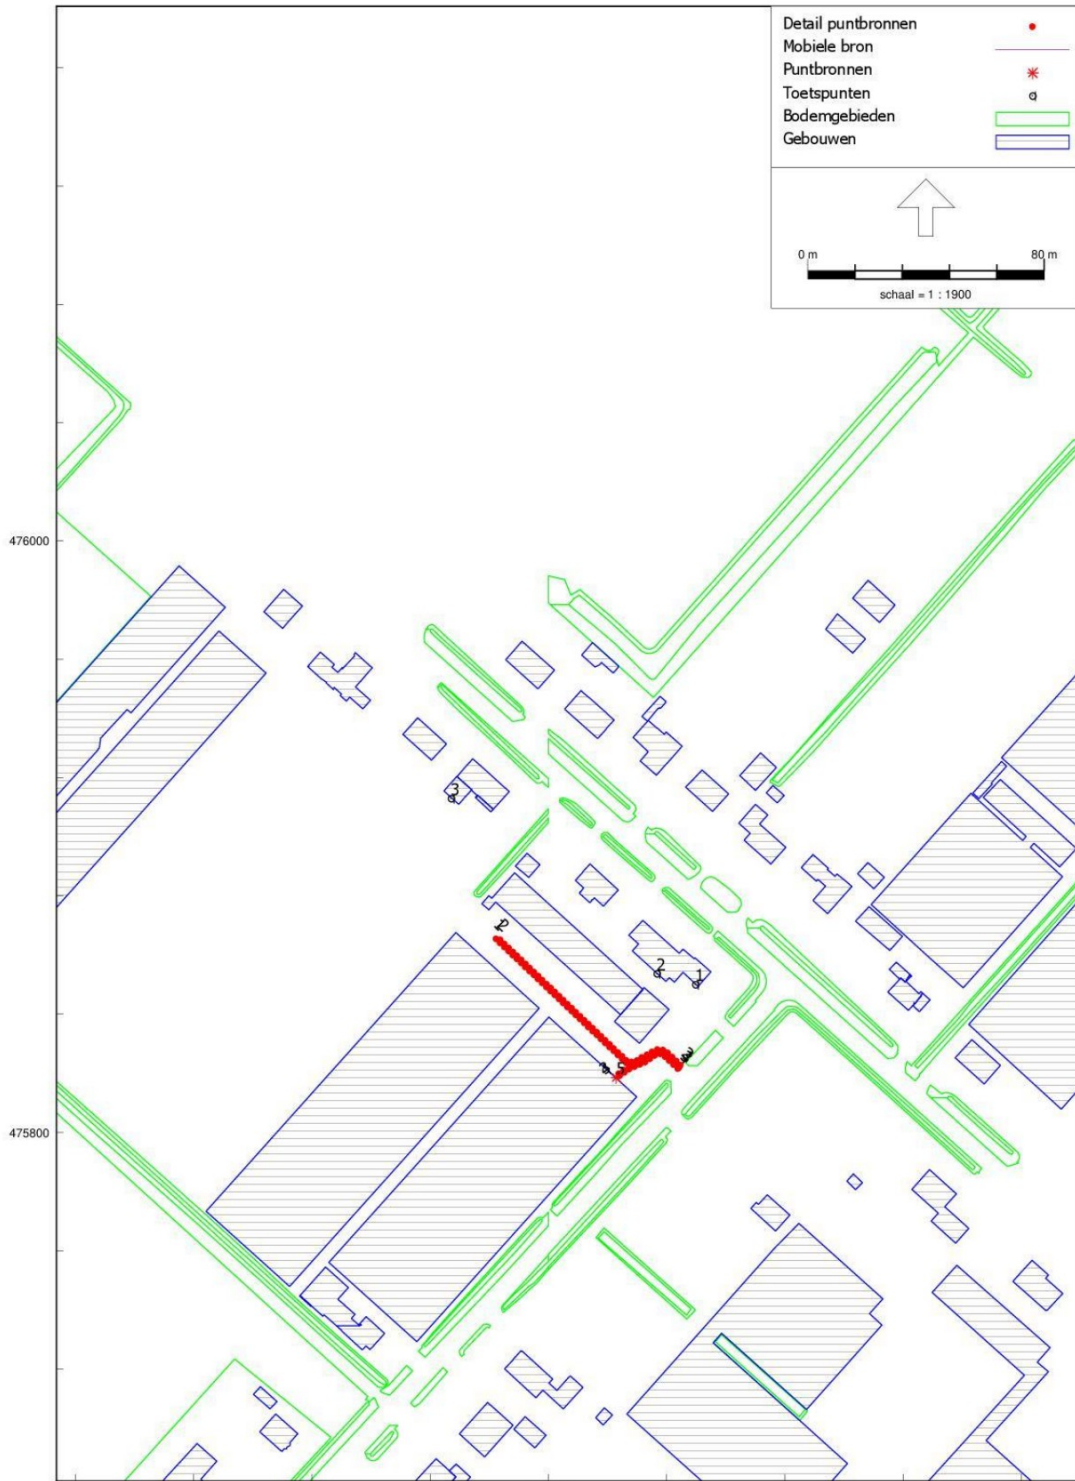 Detail puntbronnen
Mobiele bron
Puntbronnen
Toetspunten
Bodemgebieden
Gebouwen
0 m 80 m
schaal = 1 : 1900
476000
3
2
1
5
475800